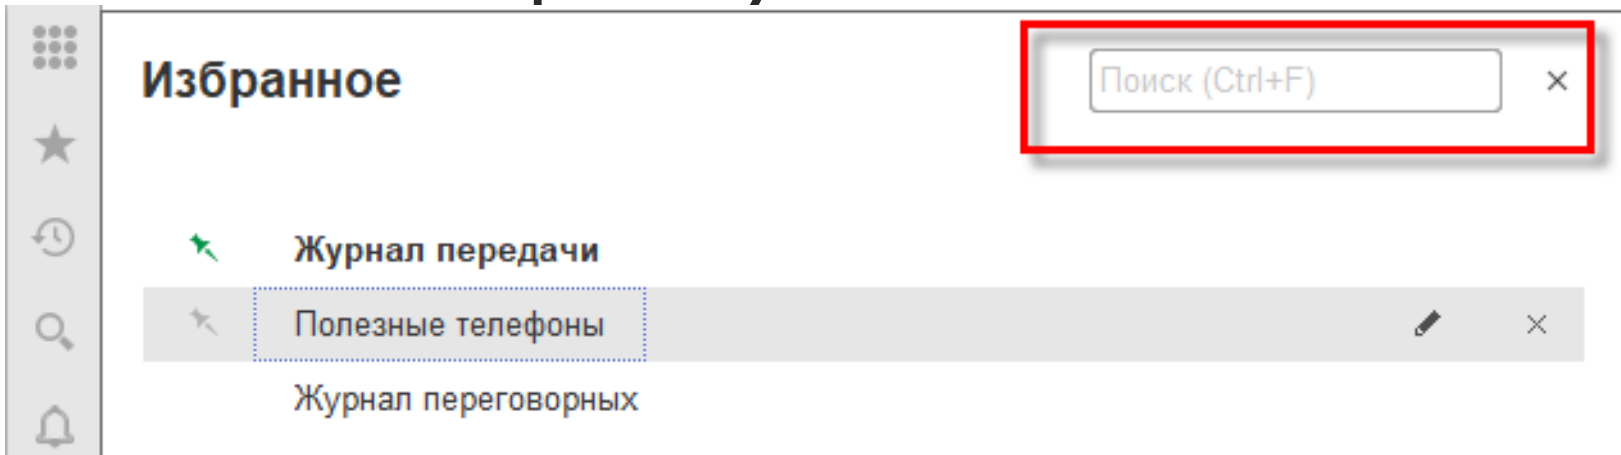 Избранное
Поиск (Ctrl+F)
Журнал передачи
Полезные телефоны
Журнал переговорных